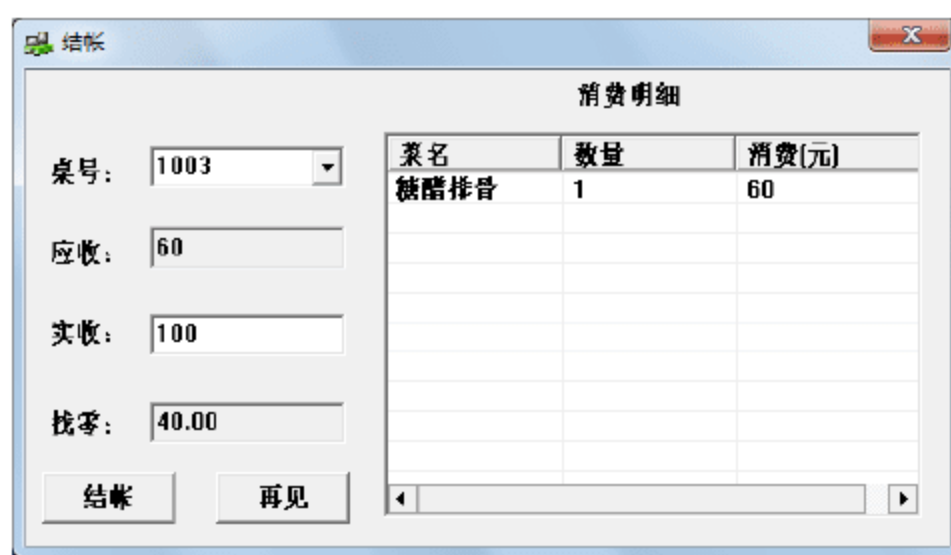 结帐
消费明细
桌号：
1003
菜名 数量 消费(元)
糖醋排骨 1 60
应收：
60
实收：
100
找零：
40.00
结帐
再见